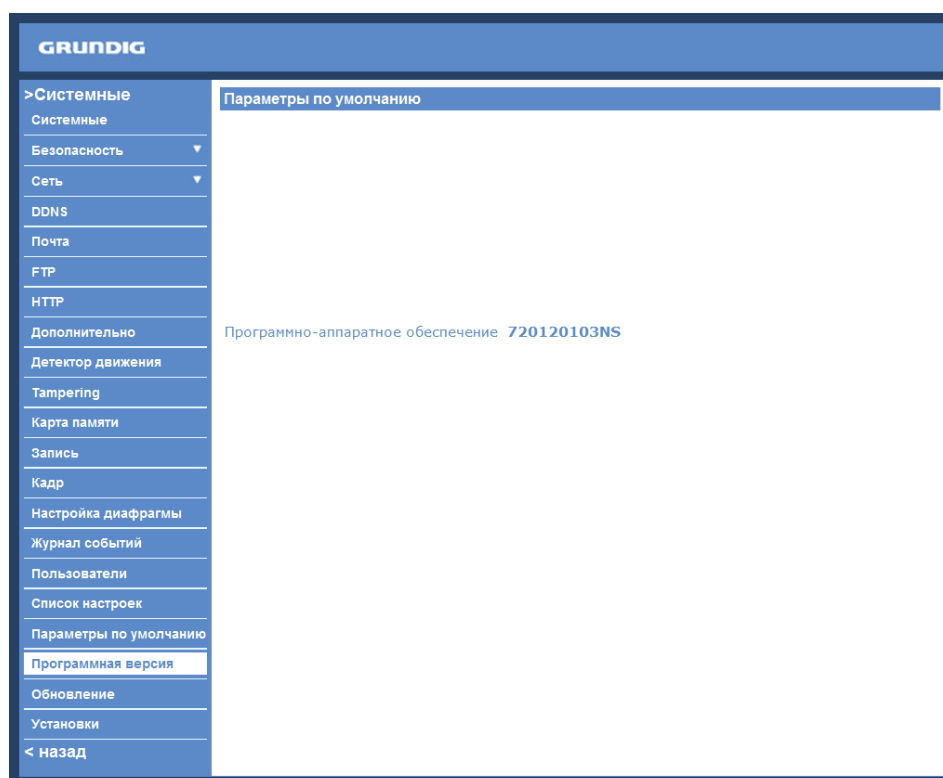 GRUNDIG
>Системные
Системные
Безопасность
Сеть
DDNS
Почта
FTP
HTTP
Дополнительно
Детектор движения
Tampering
Карта памяти
Запись
Кадр
Настройка диафрагмы
Журнал событий
Пользователи
Список настроек
Параметры по умолчанию
Программная версия
Обновление
Установки
< назад
Параметры по умолчанию
Программно-аппаратное обеспечение 720120103NS